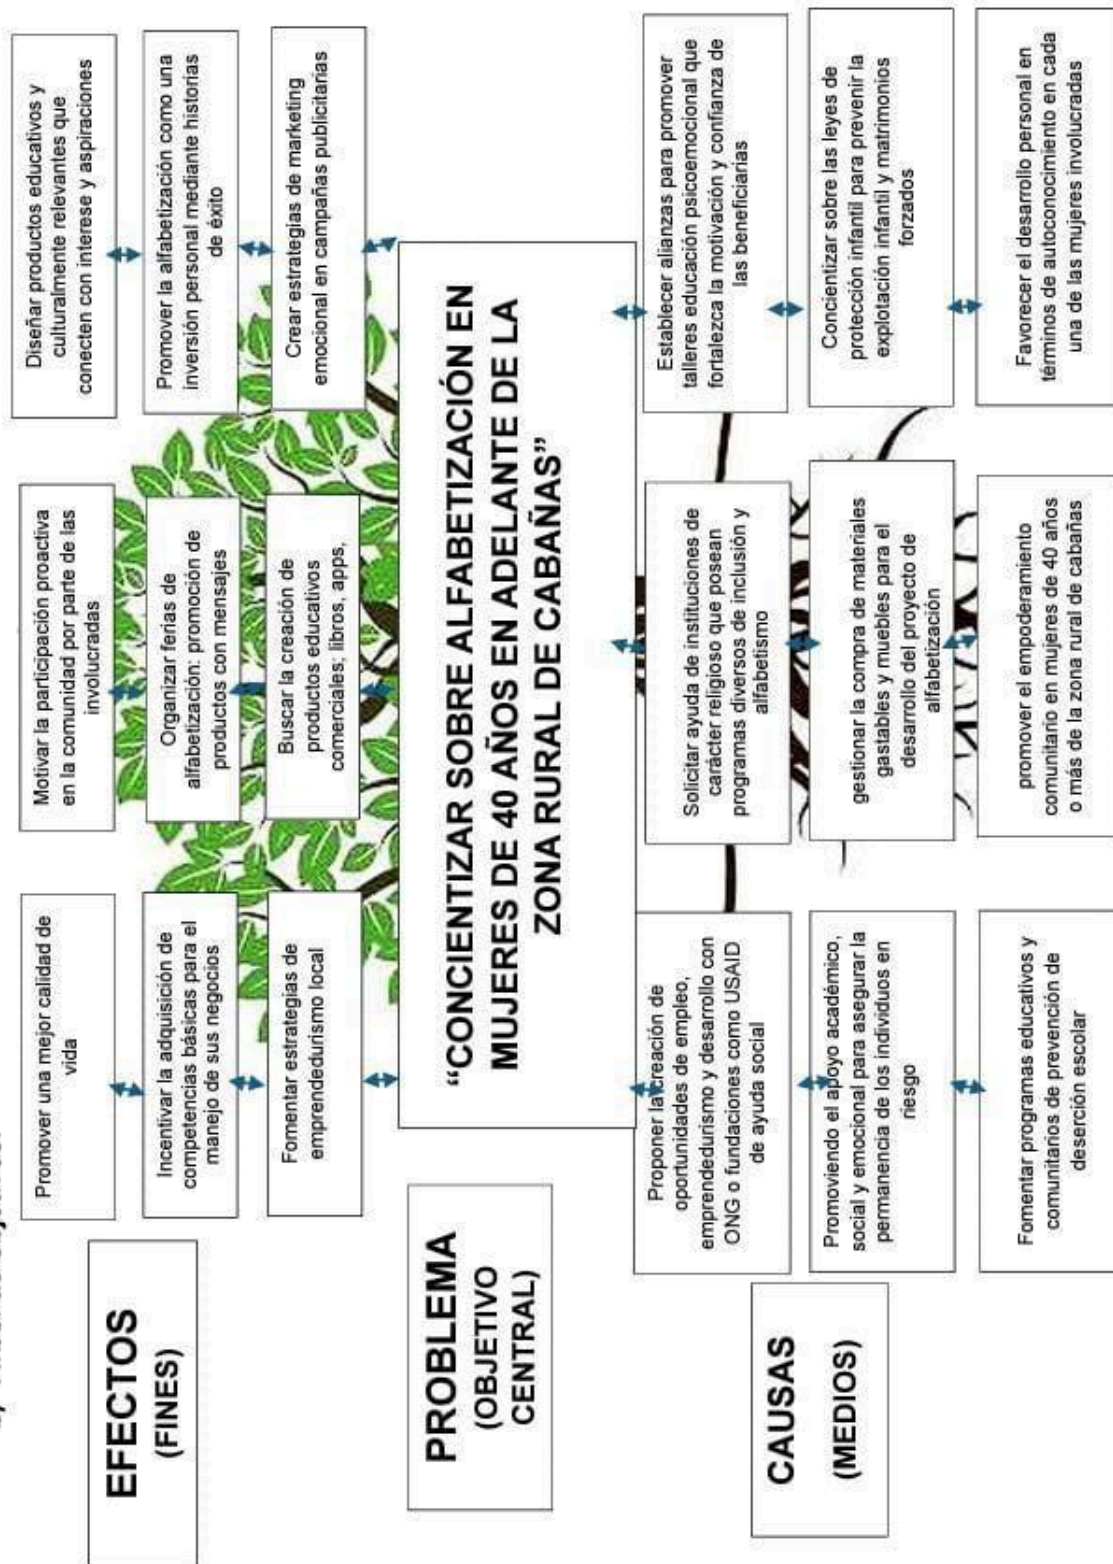 EFECTOS
(FINES)
Promover una mejor calidad de
vida
Motivar la participación proactiva
en la comunidad por parte de las
involucradas
Diseñar productos educativos y
culturalmente relevantes que
conecten con interese y aspiraciones
Incentivar la adquisición de
competencias básicas para el
manejo de sus negocios
Organizar ferias de
alfabetización: promoción de
productos con mensajes
Promover la alfabetización como una
inversión personal mediante historias
de éxito
Fomentar estrategias de
emprendedurismo local
Buscar la creación de
productos educativos
comerciales; libros, apps,
Crear estrategias de marketing
emocional en campañas publicitarias
PROBLEMA
(OBJETIVO
CENTRAL)
“CONCIENTIZAR SOBRE ALFABETIZACIÓN EN
MUJERES DE 40 AÑOS EN ADELANTE DE LA
ZONA RURAL DE CABAÑAS”
CAUSAS
(MEDIOS)
Proponer la creación de
oportunidades de empleo,
emprendedurismo y desarrollo con
ONG o fundaciones como USAID
de ayuda social
Solicitar ayuda de instituciones de
carácter religioso que posean
programas diversos de inclusión y
alfabetismo
Establecer alianzas para promover
talleres educación psicoemocional que
fortalezca la motivación y confianza de
las beneficiarias
Promoviendo el apoyo académico,
social y emocional para asegurar la
permanencia de los individuos en
riesgo
gestionar la compra de materiales
gastables y muebles para el
desarrollo del proyecto de
alfabetización
Concientizar sobre las leyes de
protección infantil para prevenir la
explotación infantil y matrimonios
forzados
Fomentar programas educativos y
comunitarios de prevención de
deserción escolar
promover el empoderamiento
comunitario en mujeres de 40 años
o más de la zona rural de cabañas
Favorecer el desarrollo personal en
términos de autoconocimiento en cada
una de las mujeres involucradas